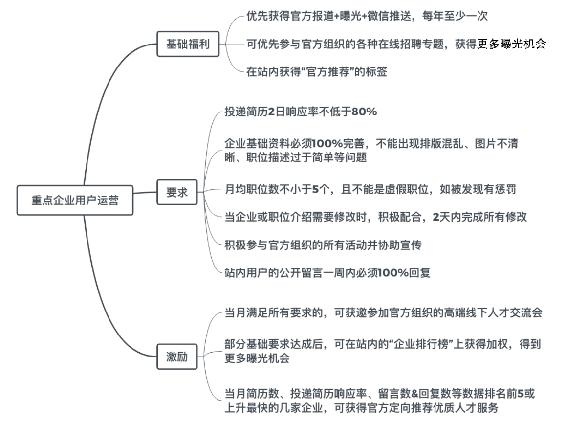 重点企业用户运营
基础福利
优先获得官方报道+曝光+微信推送，每年至少一次
可优先参与官方组织的各种在线招聘专题，获得更多曝光机会
在站内获得“官方推荐”的标签
要求
投递简历2日响应率不低于80%
企业基础资料必须100%完善，不能出现排版混乱、图片不清
晰、职位描述过于简单等问题
月均职位数不小于5个，且不能是虚假职位，如被发现有惩罚
当企业或职位介绍需要修改时，积极配合，2天内完成所有修改
积极参与官方组织的所有活动并协助宣传
站内用户的公开留言一周内必须100%回复
激励
当月满足所有要求的，可获邀参加官方组织的高端线下人才交流会
部分基础要求达成后，可在站内的“企业排行榜”上获得加权，得到
更多曝光机会
当月简历数、投递简历响应率、留言数&回复数等数据排名前5或
上升最快的几家企业，可获得官方定向推荐优质人才服务